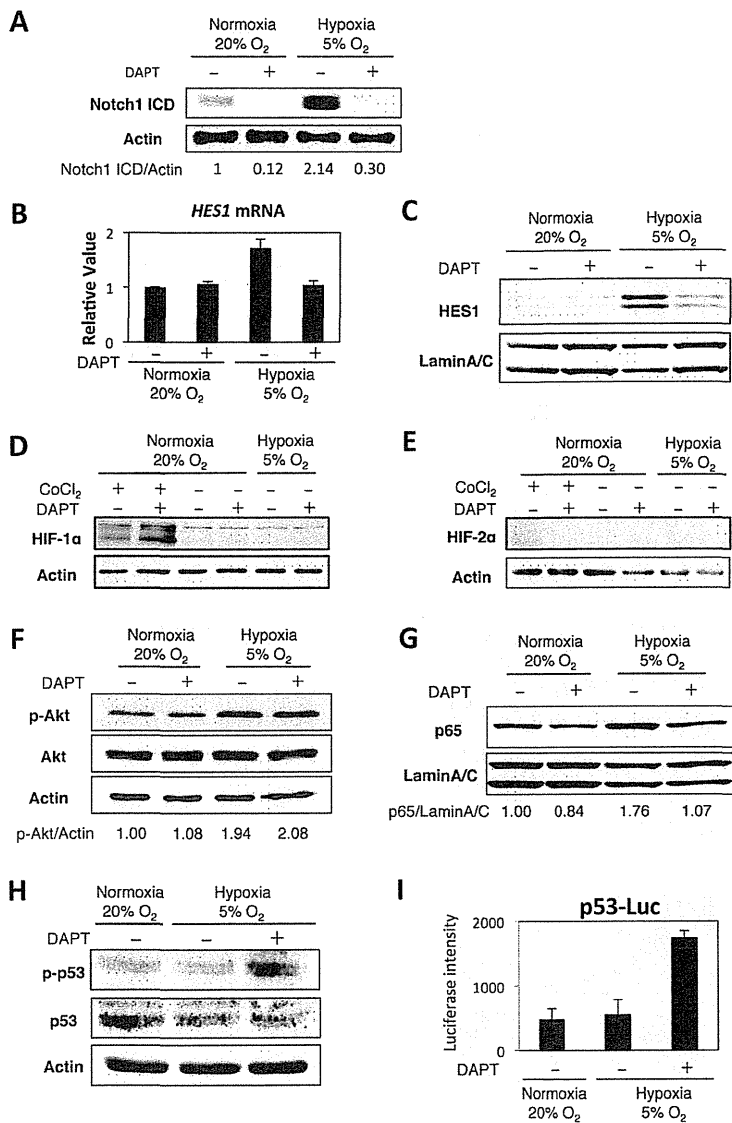 A
Normoxia Hypoxia
20% O2 5% O2
DAPT − + − +
Notch1 ICD
Actin
Notch1 ICD/Actin 1 0.12 2.14 0.30
B
HES1 mRNA
Relative Value
2
1
0
DAPT − + − +
Normoxia Hypoxia
20% O2 5% O2
C
Normoxia Hypoxia
20% O2 5% O2
DAPT − + − +
HES1
LaminA/C
D
Normoxia Hypoxia
20% O2 5% O2
CoCl2 + + − − − −
DAPT − + − + − +
HIF-1α
Actin
E
Normoxia Hypoxia
20% O2 5% O2
CoCl2 + + − − − −
DAPT − + − + − +
HIF-2α
Actin
F
Normoxia Hypoxia
20% O2 5% O2
DAPT − + − +
p-Akt
Akt
Actin
p-Akt/Actin 1.00 1.08 1.94 2.08
G
Normoxia Hypoxia
20% O2 5% O2
DAPT − + − +
p65
LaminA/C
p65/LaminA/C 1.00 0.84 1.76 1.07
H
Normoxia Hypoxia
20% O2 5% O2
DAPT − − +
p-p53
p53
Actin
I
p53-Luc
Luciferase intensity
2000
1000
0
DAPT − − +
Normoxia Hypoxia
20% O2 5% O2